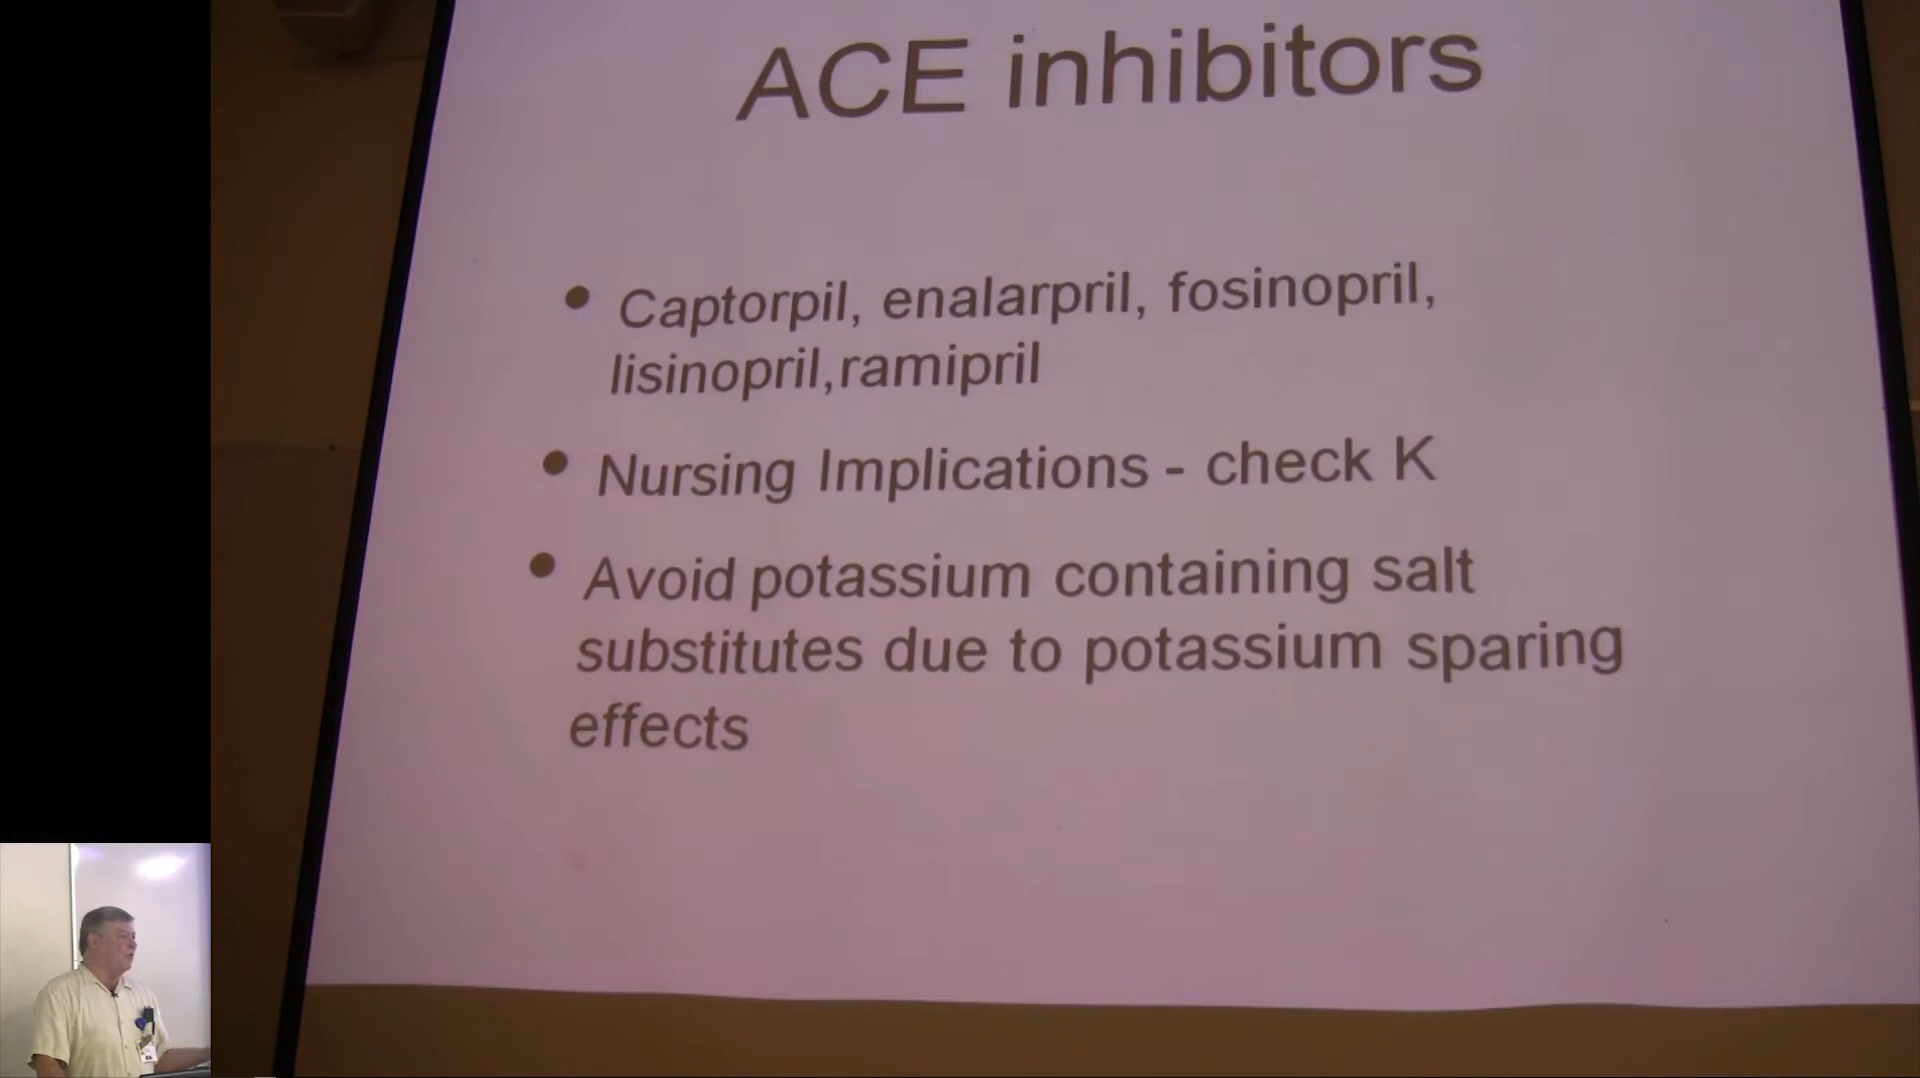 ACE inhibitors
• Captorpil, enalarpril, fosinopril,
lisinopril,ramipril
• Nursing Implications - check K
• Avoid potassium containing salt
substitutes due to potassium sparing
effects